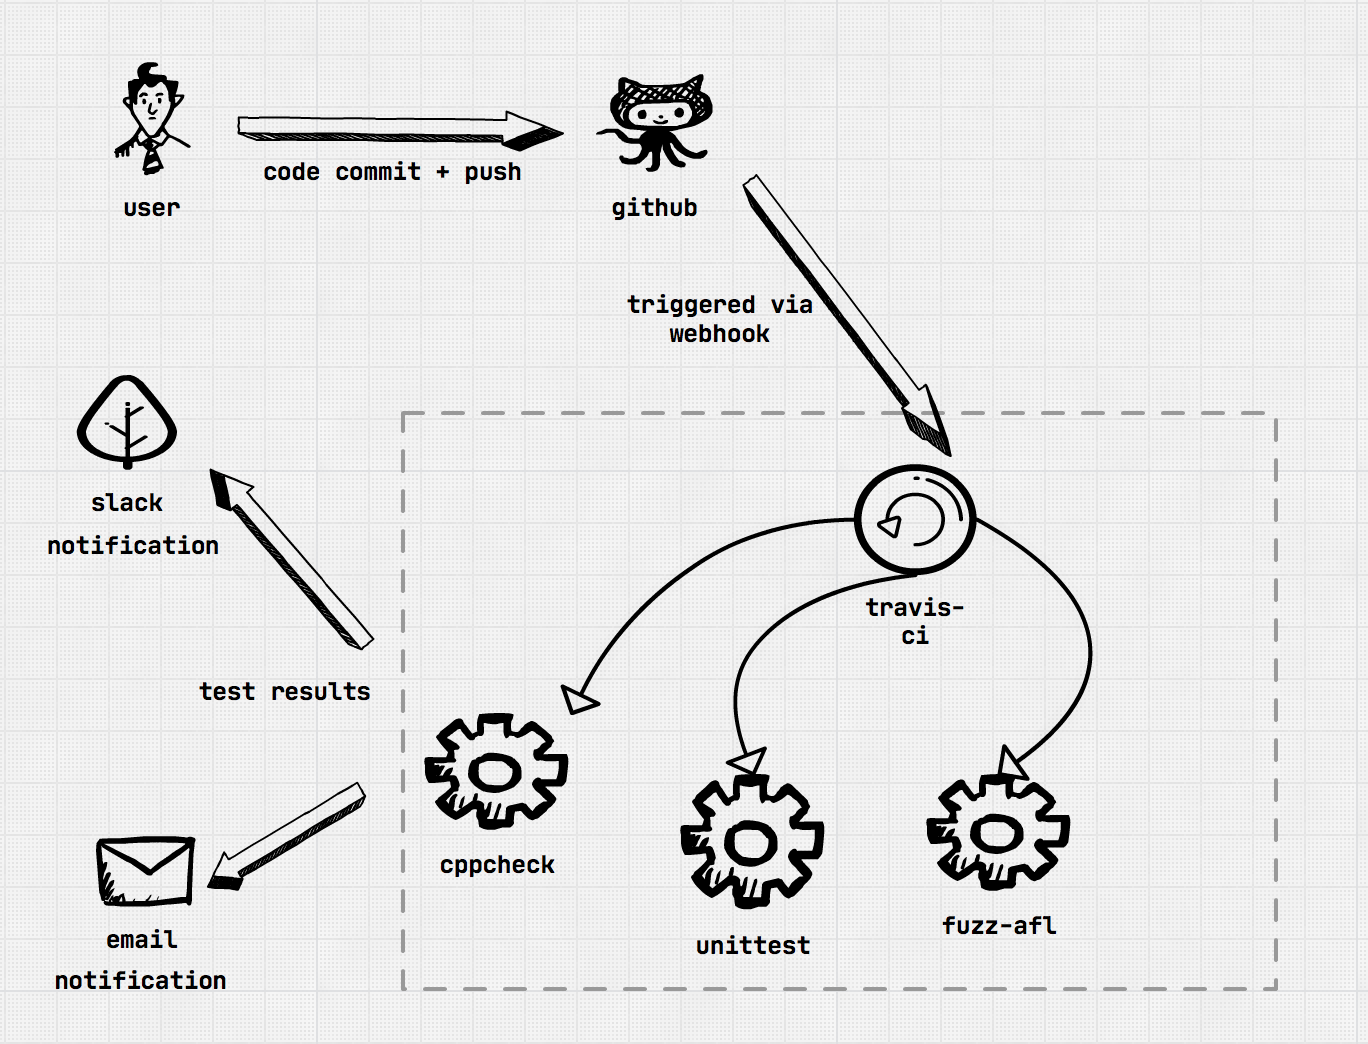 code commit + push
user
github
triggered via
webhook
slack
notification
travis-
ci
test results
cppcheck
unittest
fuzz-afl
email
notification